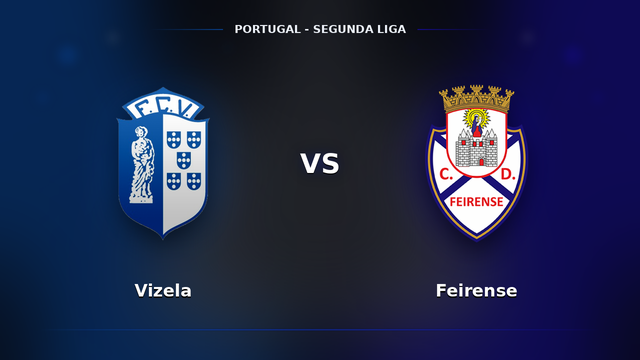 PORTUGAL - SEGUNDA LIGA
F.C.V.
C. D.
FEIRENSE
VS
Vizela
Feirense